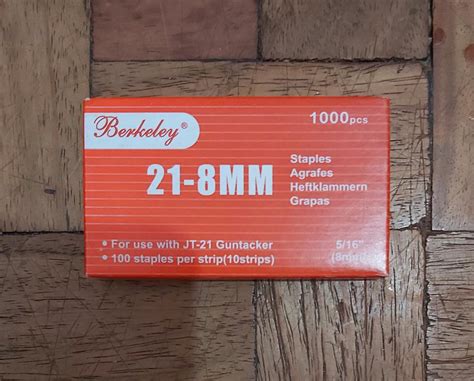 Berkeley®
1000pcs
21-8MM
Staples
Agrafes
Heftklammern
Grapas
• For use with JT-21 Guntacker
• 100 staples per strip(10strips)
5/16"